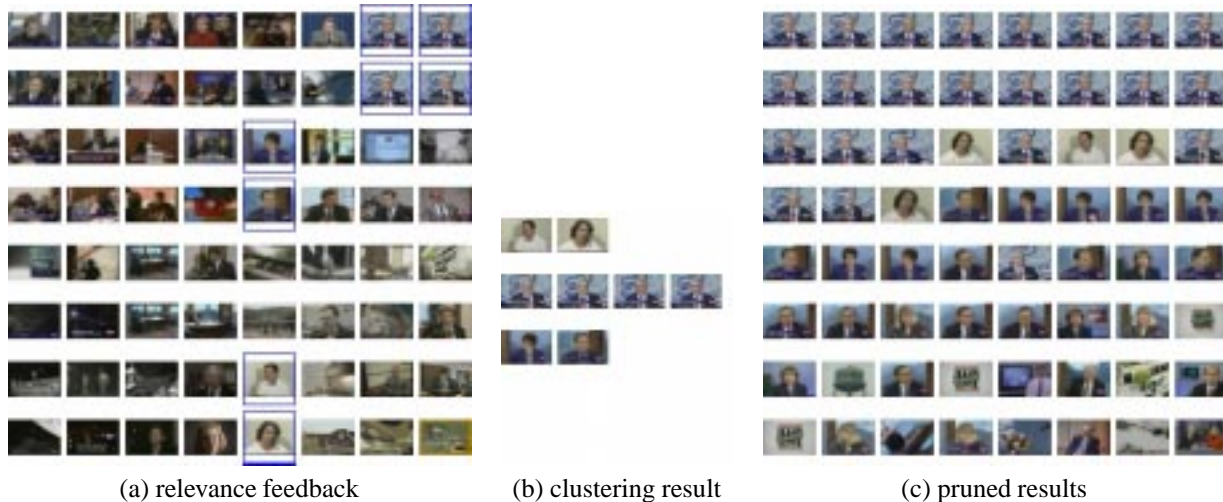 (a) relevance feedback
(b) clustering result
(c) pruned results